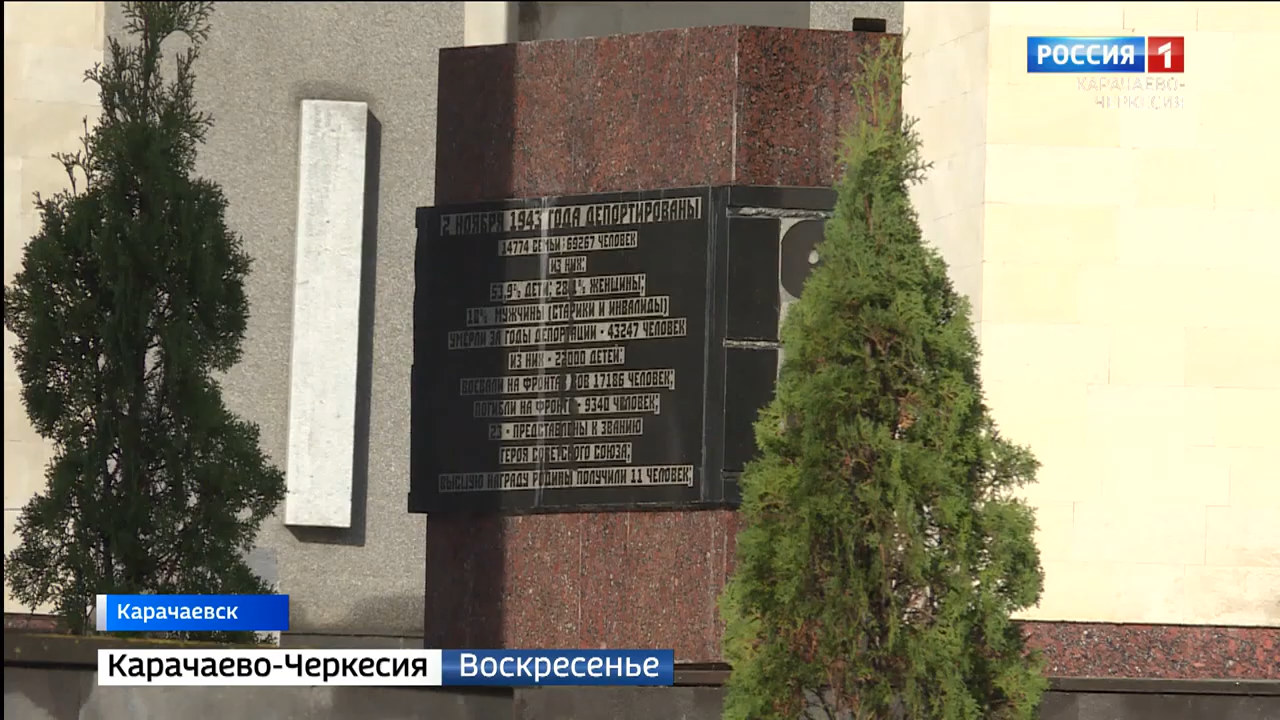 РОССИЯ 1
КАРАЧАЕВО-
ЧЕРКЕСИЯ
2 НОЯБРЯ 1943 ГОДА ДЕПОРТИРОВАНЫ
14774 СЕМЬИ; 69267 ЧЕЛОВЕК
ИЗ НИХ:
53,9% ДЕТИ; 28,1% ЖЕНЩИНЫ;
18% МУЖЧИНЫ (СТАРИКИ И ИНВАЛИДЫ)
УМЕРЛИ ЗА ГОДЫ ДЕПОРТАЦИИ - 43247 ЧЕЛОВЕК
ИЗ НИХ - 22000 ДЕТЕЙ;
ВОЕВАЛИ НА ФРОНТАХ ВОВ 17186 ЧЕЛОВЕК;
ПОГИБЛИ НА ФРОНТЕ - 9340 ЧЕЛОВЕК;
23 - ПРЕДСТАВЛЕНЫ К ЗВАНИЮ
ГЕРОЯ СОВЕТСКОГО СОЮЗА;
ВЫСШУЮ НАГРАДУ РОДИНЫ ПОЛУЧИЛИ 11 ЧЕЛОВЕК;
Карачаевск
Карачаево-Черкесия Воскресенье